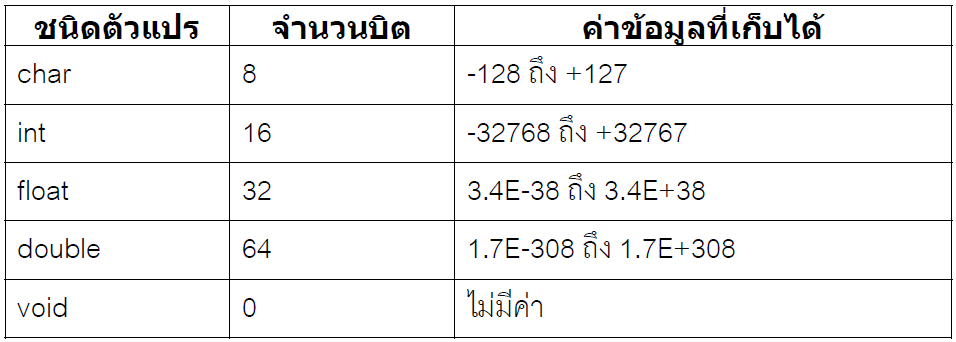 ชนิดตัวแปร จำนวนบิต ค่าข้อมูลที่เก็บได้
char 8 -128 ถึง +127
int 16 -32768 ถึง +32767
float 32 3.4E-38 ถึง 3.4E+38
double 64 1.7E-308 ถึง 1.7E+308
void 0 ไม่มีค่า